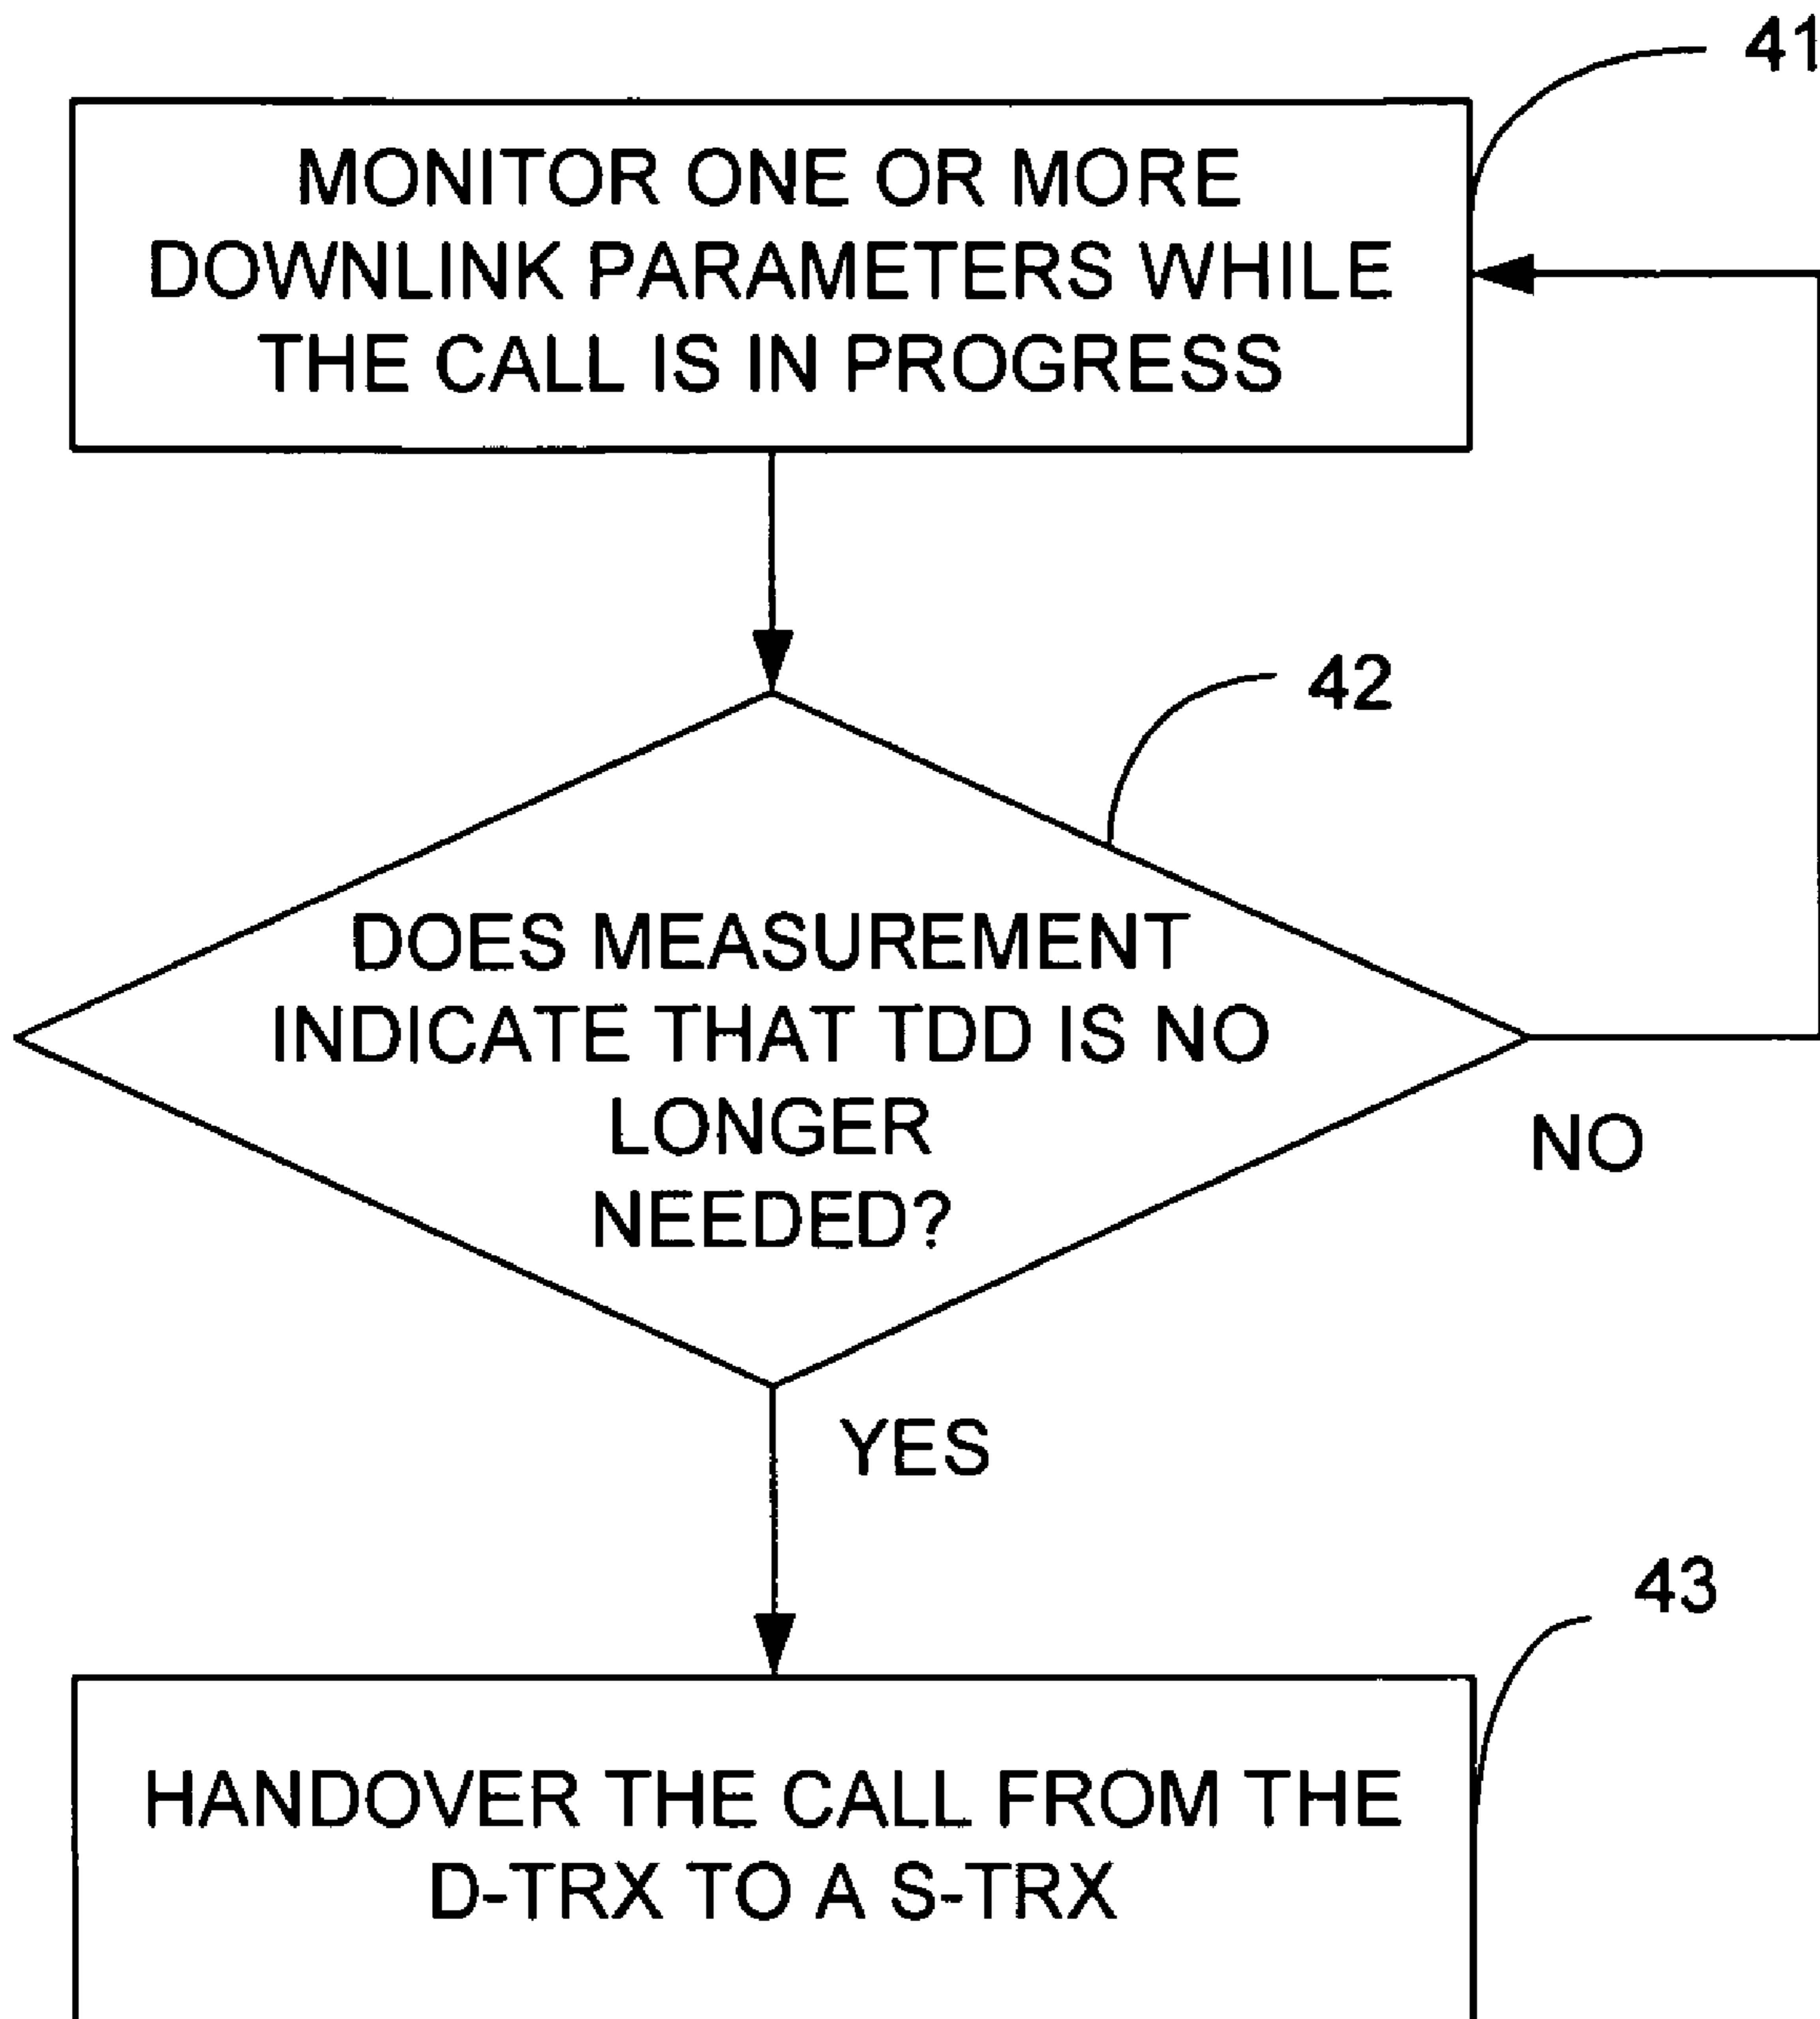 41
MONITOR ONE OR MORE
DOWNLINK PARAMETERS WHILE
THE CALL IS IN PROGRESS
42
DOES MEASUREMENT
INDICATE THAT TDD IS NO
LONGER
NEEDED?
NO
YES
43
HANDOVER THE CALL FROM THE
D-TRX TO A S-TRX